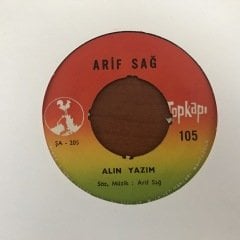 ARİF SAĞ
Topkapı
ŞA - 205
105
ALIN YAZIM
Söz, Müzik : Arif Sağ